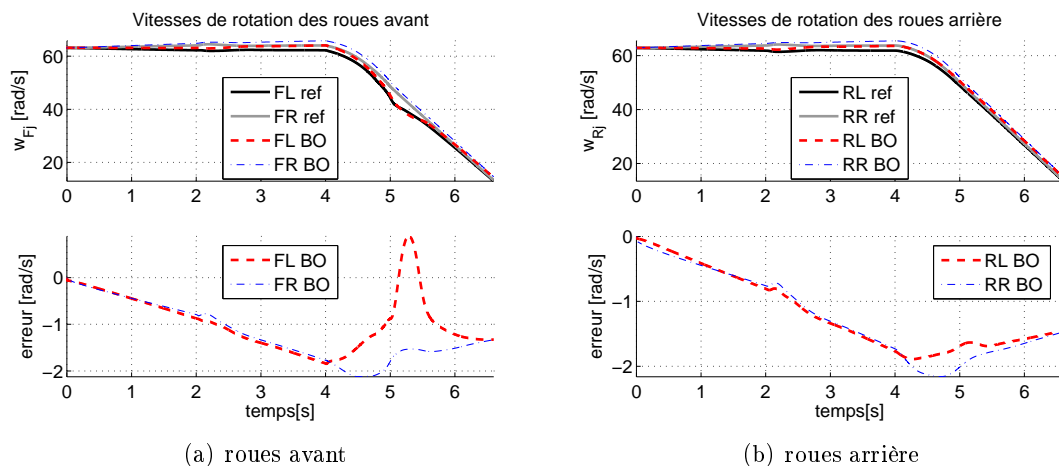 Vitesses de rotation des roues avant
w_Fj [rad/s]
60
40
20
0 1 2 3 4 5 6
FL ref
FR ref
FL BO
FR BO
erreur [rad/s]
0
−1
−2
0 1 2 3 4 5 6
temps[s]
FL BO
FR BO
(a) roues avant
Vitesses de rotation des roues arrière
w_Rj [rad/s]
60
40
20
0 1 2 3 4 5 6
RL ref
RR ref
RL BO
RR BO
erreur [rad/s]
0
−1
−2
0 1 2 3 4 5 6
temps[s]
RL BO
RR BO
(b) roues arrière